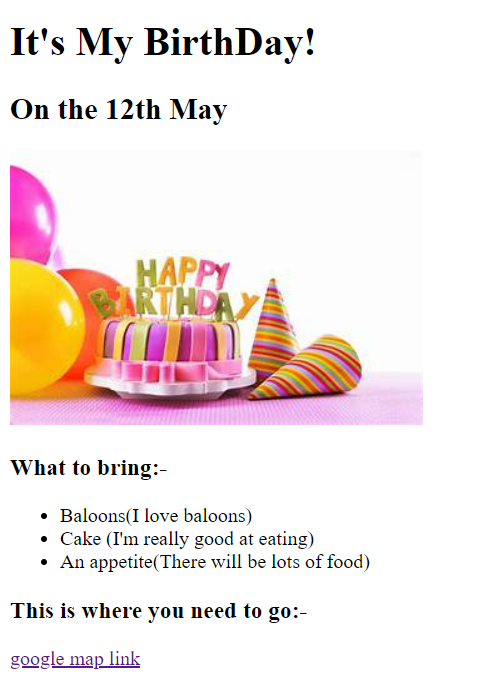 It's My BirthDay!
On the 12th May
HAPPY
BIRTHDAY
What to bring:-
Baloons(I love baloons)
Cake (I'm really good at eating)
An appetite(There will be lots of food)
This is where you need to go:-
google map link